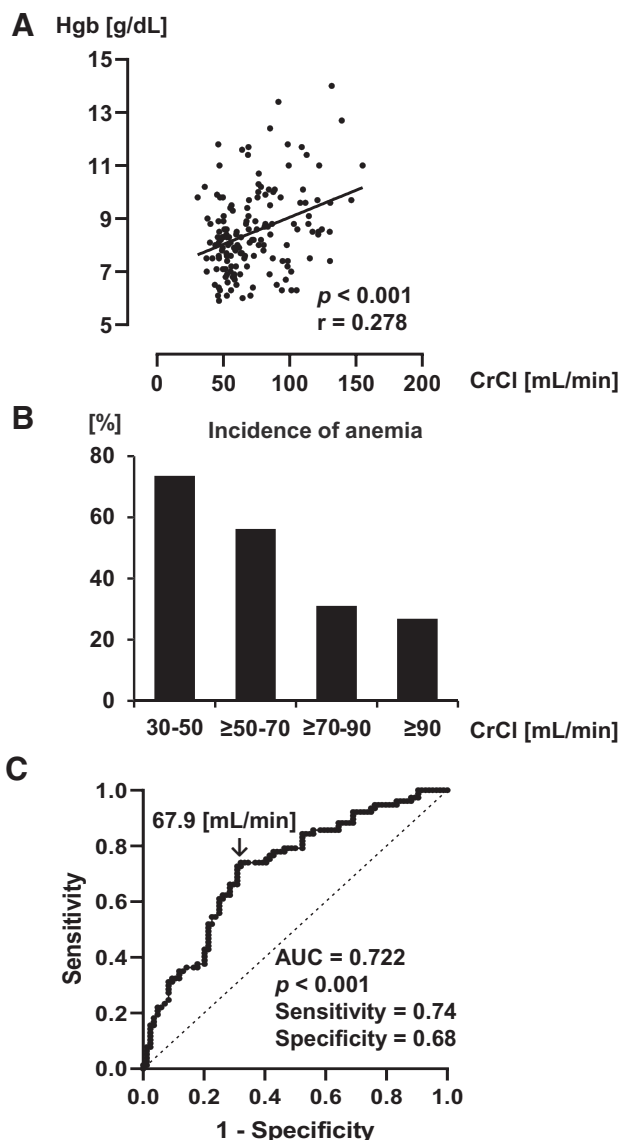 A Hgb [g/dL]
15
13
11
9
7
5
p < 0.001
r = 0.278
0 50 100 150 200 CrCl [mL/min]
B [%] Incidence of anemia
80
60
40
20
0
30-50 ≥50-70 ≥70-90 ≥90 CrCl [mL/min]
C
1.0
67.9 [mL/min]
0.8
0.6
0.4
0.2
0.0
Sensitivity
AUC = 0.722
p < 0.001
Sensitivity = 0.74
Specificity = 0.68
0.0 0.2 0.4 0.6 0.8 1.0
1 - Specificity